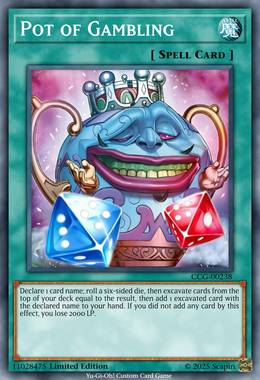 POT OF GAMBLING
[ SPELL CARD ]
CCG-00238
Declare 1 card name; roll a six-sided die, then excavate cards from the
top of your deck equal to the result, then add 1 excavated card with
the declared name to your hand. If you did not add any card by this
effect, you lose 2000 LP.
11028475 Limited Edition
© 2025 Scapin
Yu-Gi-Oh! Custom Card Game